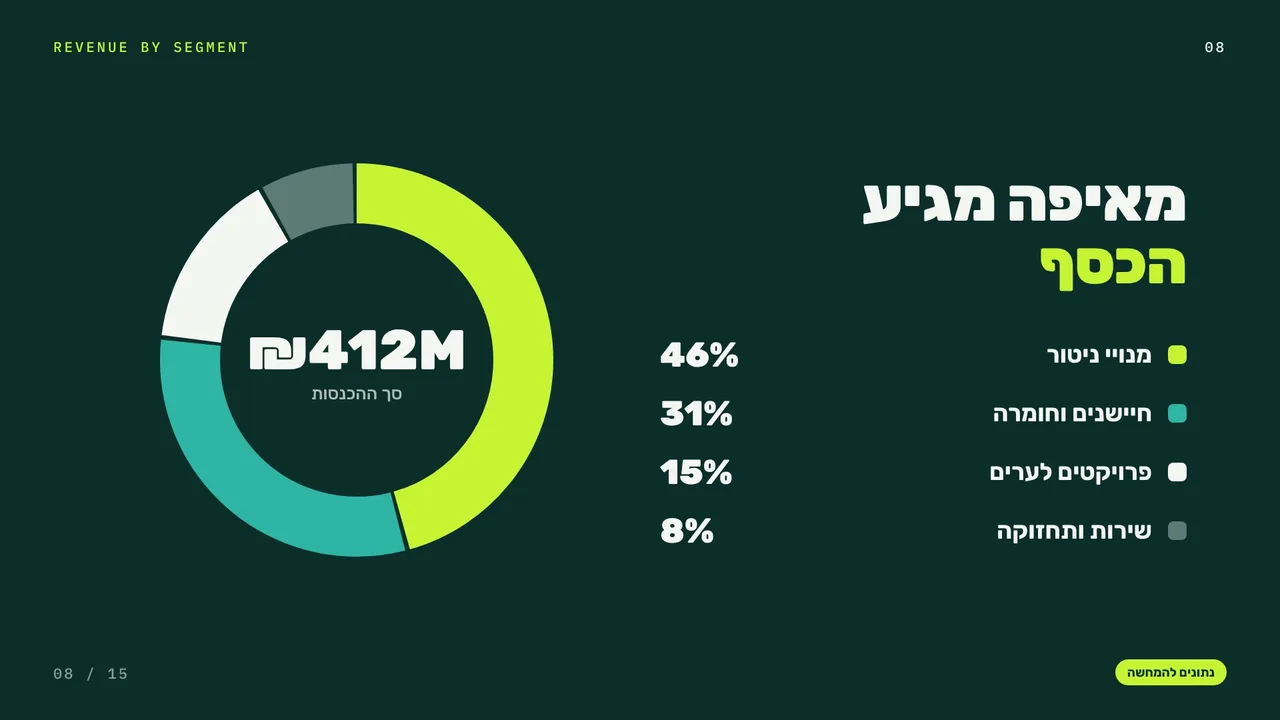 REVENUE BY SEGMENT
08
מאיפה מגיע
הכסף
מנויי ניטור 46%
חיישנים וחומרה 31%
פרויקטים לערים 15%
שירות ותחזוקה 8%
₪412M
סך ההכנסות
08 / 15
נתונים להמחשה